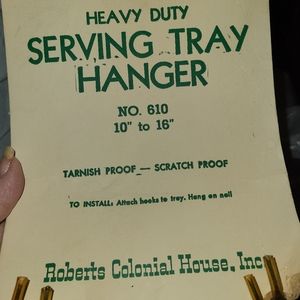 HEAVY DUTY
SERVING TRAY
HANGER
NO. 610
10" to 16"
TARNISH PROOF — SCRATCH PROOF
TO INSTALL: Attach hooks to tray. Hang on nail
Roberts Colonial House, Inc